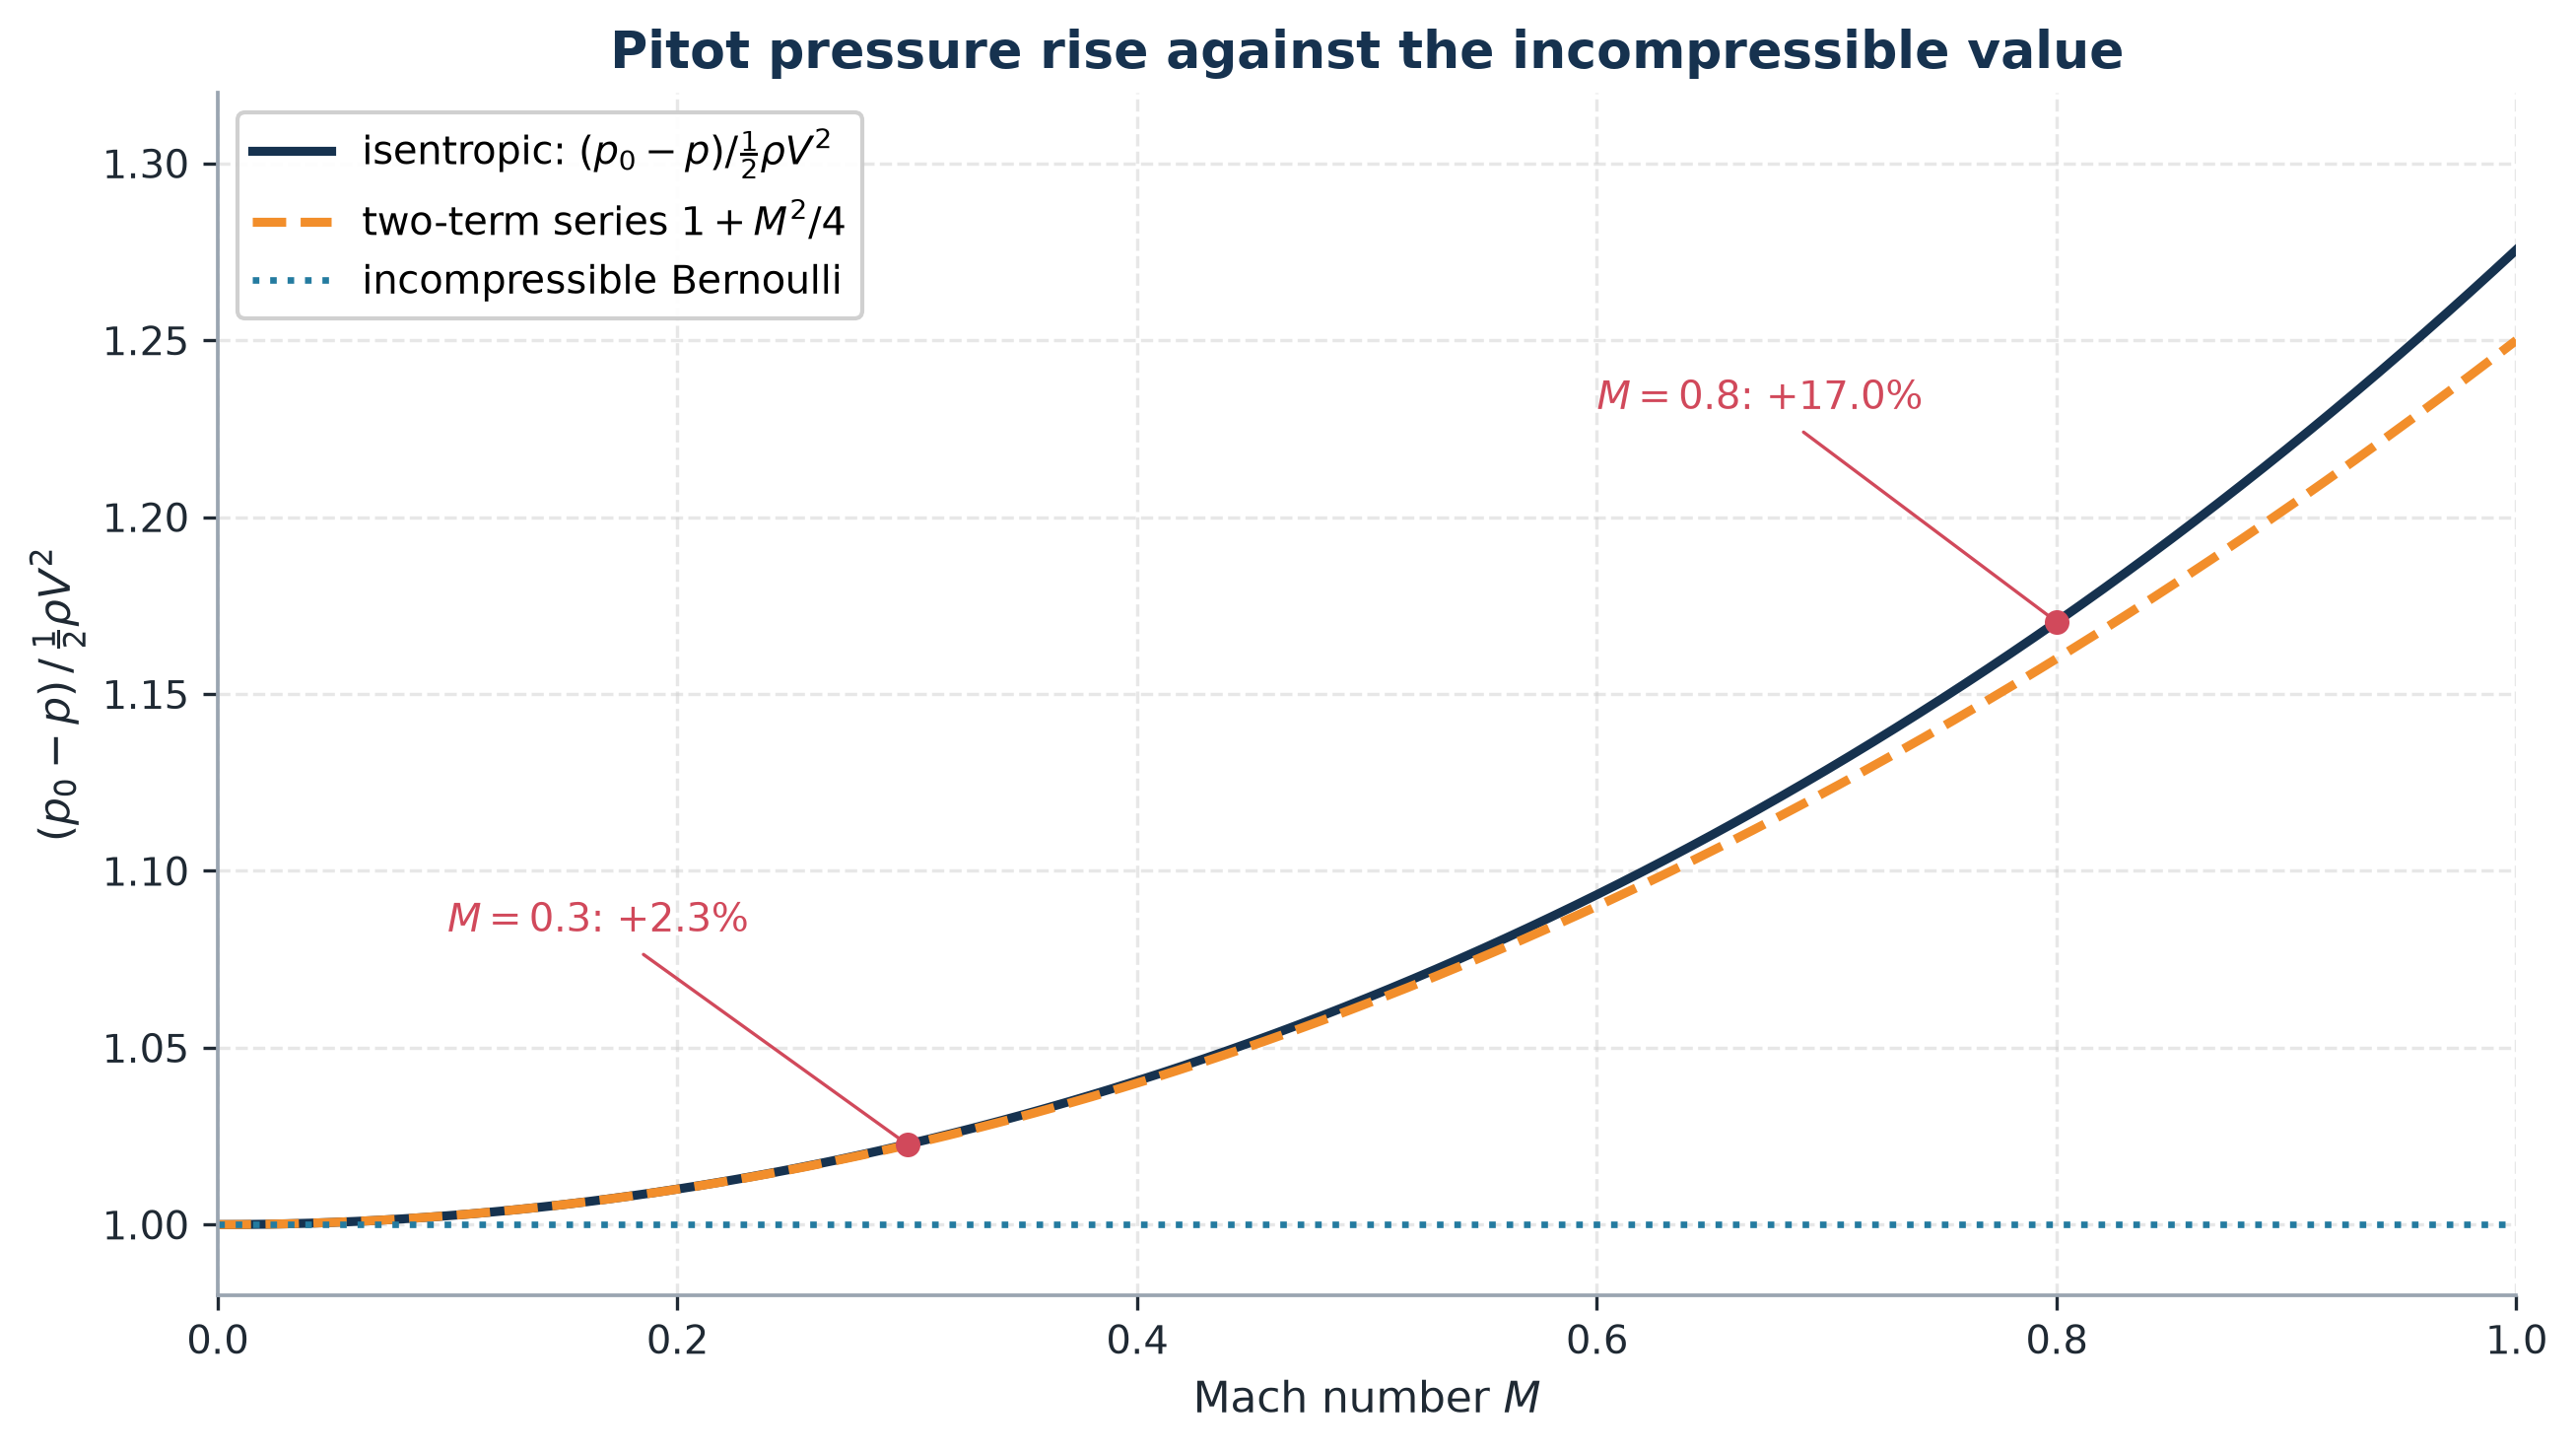 Pitot pressure rise against the incompressible value
isentropic: (p₀ − p)/½ρV²
two-term series 1 + M²/4
incompressible Bernoulli
1.30
1.25
1.20
1.15
1.10
1.05
1.00
(p₀ − p) / ½ρV²
M = 0.8: +17.0%
M = 0.3: +2.3%
0.0 0.2 0.4 0.6 0.8 1.0
Mach number M